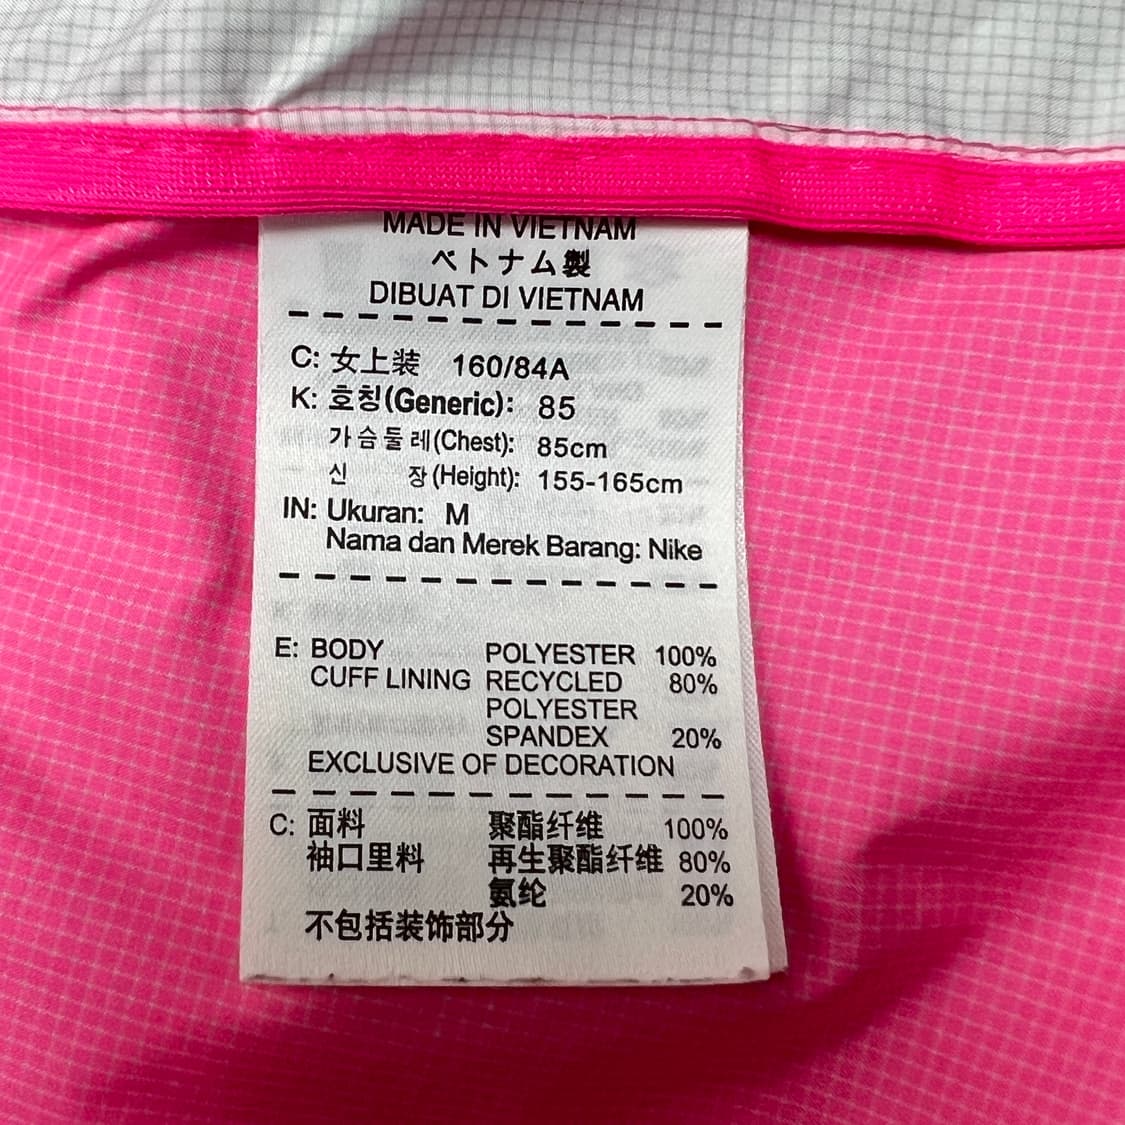 MADE IN VIETNAM
ベトナム製
DIBUAT DI VIETNAM
C: 女上装 160/84A
K: 호칭(Generic): 85
가슴둘레(Chest): 85cm
신 장(Height): 155-165cm
IN: Ukuran: M
Nama dan Merek Barang: Nike
E: BODY POLYESTER 100%
CUFF LINING RECYCLED 80%
POLYESTER
SPANDEX 20%
EXCLUSIVE OF DECORATION
C: 面料 聚酯纤维 100%
袖口里料 再生聚酯纤维 80%
氨纶 20%
不包括装饰部分